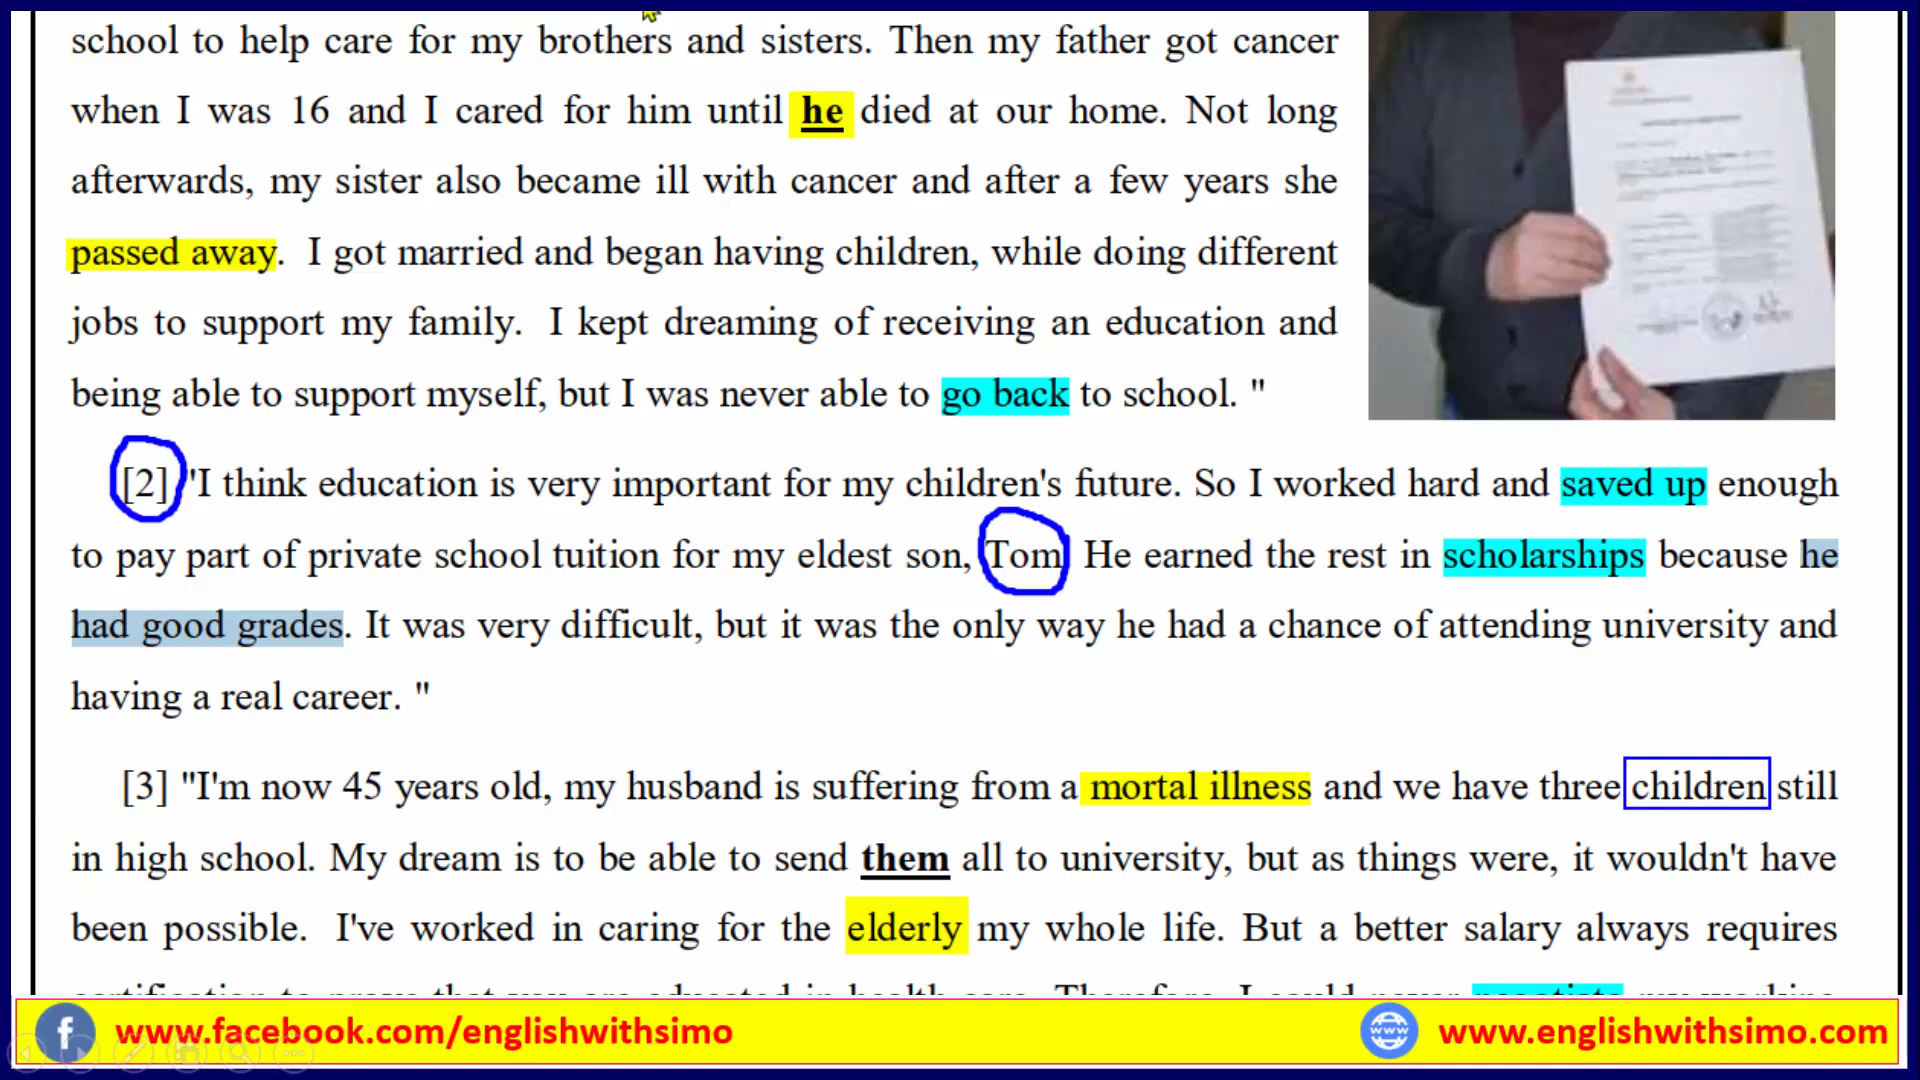 school to help care for my brothers and sisters. Then my father got cancer
when I was 16 and I cared for him until he died at our home. Not long
afterwards, my sister also became ill with cancer and after a few years she
passed away. I got married and began having children, while doing different
jobs to support my family. I kept dreaming of receiving an education and
being able to support myself, but I was never able to go back to school. "
[2] "I think education is very important for my children's future. So I worked hard and saved up enough
to pay part of private school tuition for my eldest son, Tom He earned the rest in scholarships because he
had good grades. It was very difficult, but it was the only way he had a chance of attending university and
having a real career. "
[3] "I'm now 45 years old, my husband is suffering from a mortal illness and we have three children still
in high school. My dream is to be able to send them all to university, but as things were, it wouldn't have
been possible. I've worked in caring for the elderly my whole life. But a better salary always requires
f www.facebook.com/englishwithsimo
www www.englishwithsimo.com